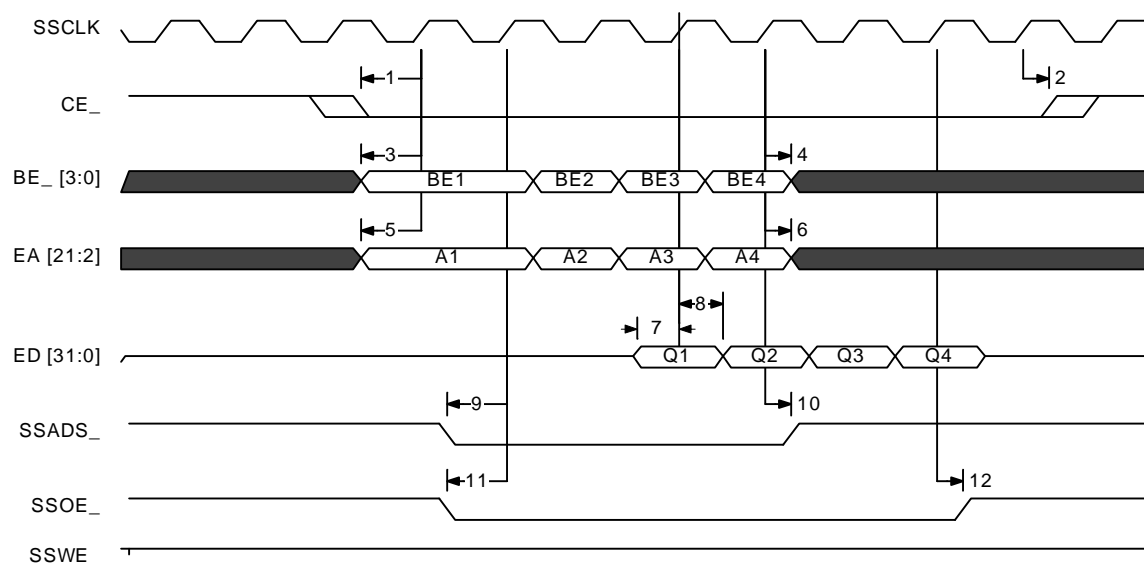 SSCLK
1 2
CE_
3 4
BE_ [3:0] BE1 BE2 BE3 BE4
5 6
EA [21:2] A1 A2 A3 A4
8
7
ED [31:0] Q1 Q2 Q3 Q4
9 10
SSADS_
11 12
SSOE_
SSWE